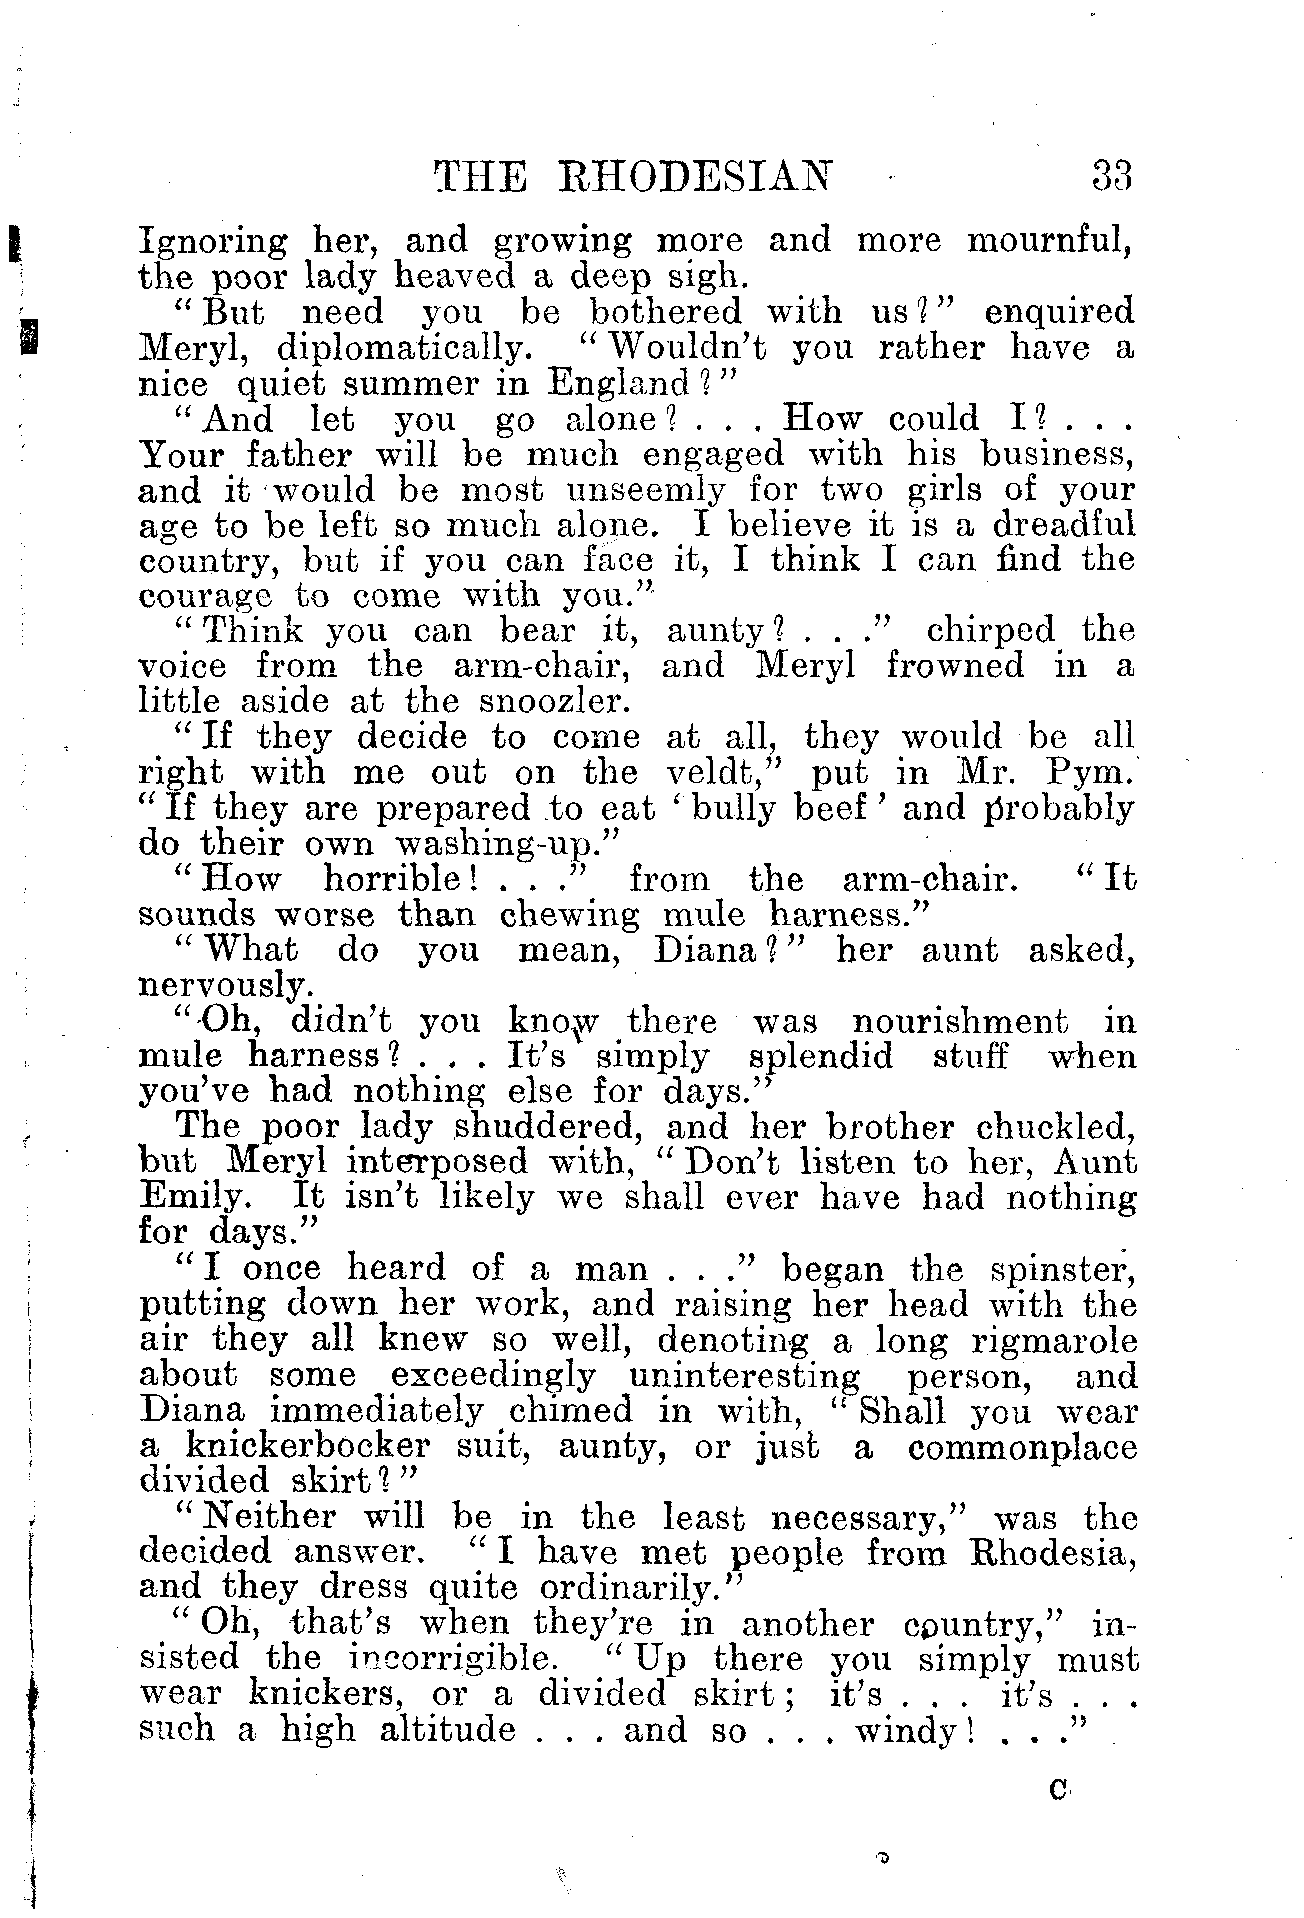 THE RHODESIAN 33
Ignoring her, and growing more and more mournful,
the poor lady heaved a deep sigh.
“But need you be bothered with us?” enquired
Meryl, diplomatically. “Wouldn’t you rather have a
nice quiet summer in England?”
“And let you go alone? . . . How could I? . . .
Your father will be much engaged with his business,
and it would be most unseemly for two girls of your
age to be left so much alone. I believe it is a dreadful
country, but if you can face it, I think I can find the
courage to come with you.”
“Think you can bear it, aunty? . . .” chirped the
voice from the arm-chair, and Meryl frowned in a
little aside at the snoozler.
“If they decide to come at all, they would be all
right with me out on the veldt,” put in Mr. Pym.
“If they are prepared to eat ‘bully beef’ and probably
do their own washing-up.”
“How horrible! . . .” from the arm-chair. “It
sounds worse than chewing mule harness.”
“What do you mean, Diana?” her aunt asked,
nervously.
“Oh, didn’t you know there was nourishment in
mule harness? . . . It’s simply splendid stuff when
you’ve had nothing else for days.”
The poor lady shuddered, and her brother chuckled,
but Meryl interposed with, “Don’t listen to her, Aunt
Emily. It isn’t likely we shall ever have had nothing
for days.”
“I once heard of a man . . .” began the spinster,
putting down her work, and raising her head with the
air they all knew so well, denoting a long rigmarole
about some exceedingly uninteresting person, and
Diana immediately chimed in with, “Shall you wear
a knickerbocker suit, aunty, or just a commonplace
divided skirt?”
“Neither will be in the least necessary,” was the
decided answer. “I have met people from Rhodesia,
and they dress quite ordinarily.”
“Oh, that’s when they’re in another country,” in-
sisted the incorrigible. “Up there you simply must
wear knickers, or a divided skirt; it’s . . . it’s . . .
such a high altitude . . . and so . . . windy! . . .”
C